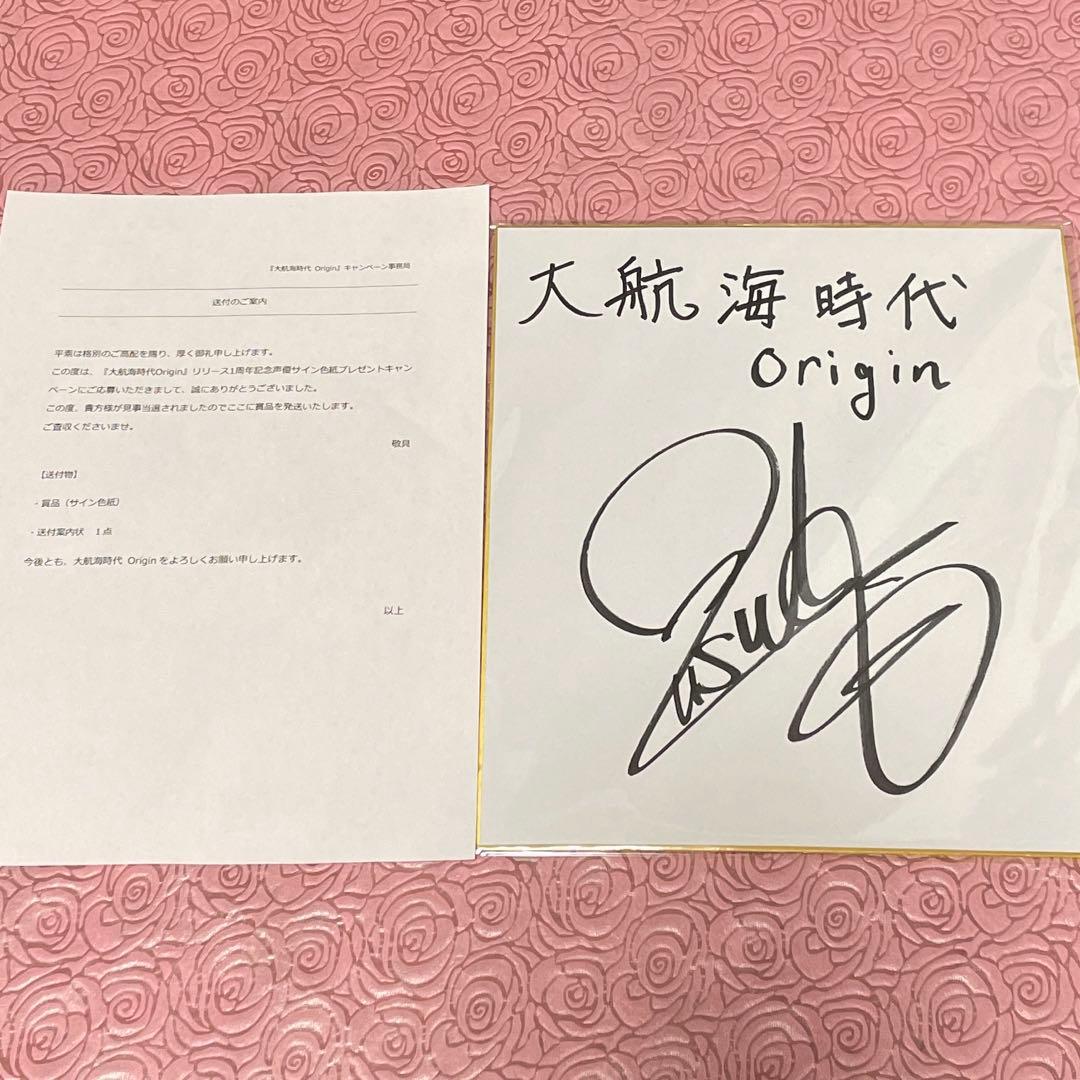 『大航海時代 Origin』キャンペーン事務局
送付のご案内
平素は格別のご高配を賜り、厚く御礼申し上げます。
この度は、『大航海時代Origin』リリース1周年記念声優サイン色紙プレゼントキャン
ペーンにご応募いただきまして、誠にありがとうございました。
この度、貴方様が見事当選されましたのでここに賞品を発送いたします。
ご査収くださいませ。
敬具
【送付物】
- 賞品（サイン色紙）
- 送付案内状　１点
今後とも、大航海時代 Origin をよろしくお願い申し上げます。
以上
大航海時代
Origin